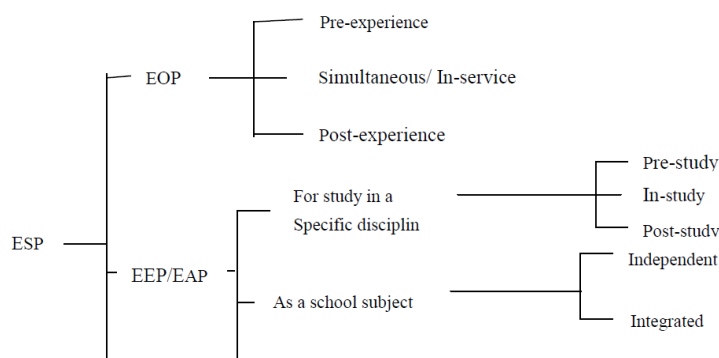 Pre-experience
EOP
Simultaneous/ In-service
Post-experience
Pre-study
For study in a
Specific disciplin
In-study
Post-study
ESP
EEP/EAP
Independent
As a school subject
Integrated